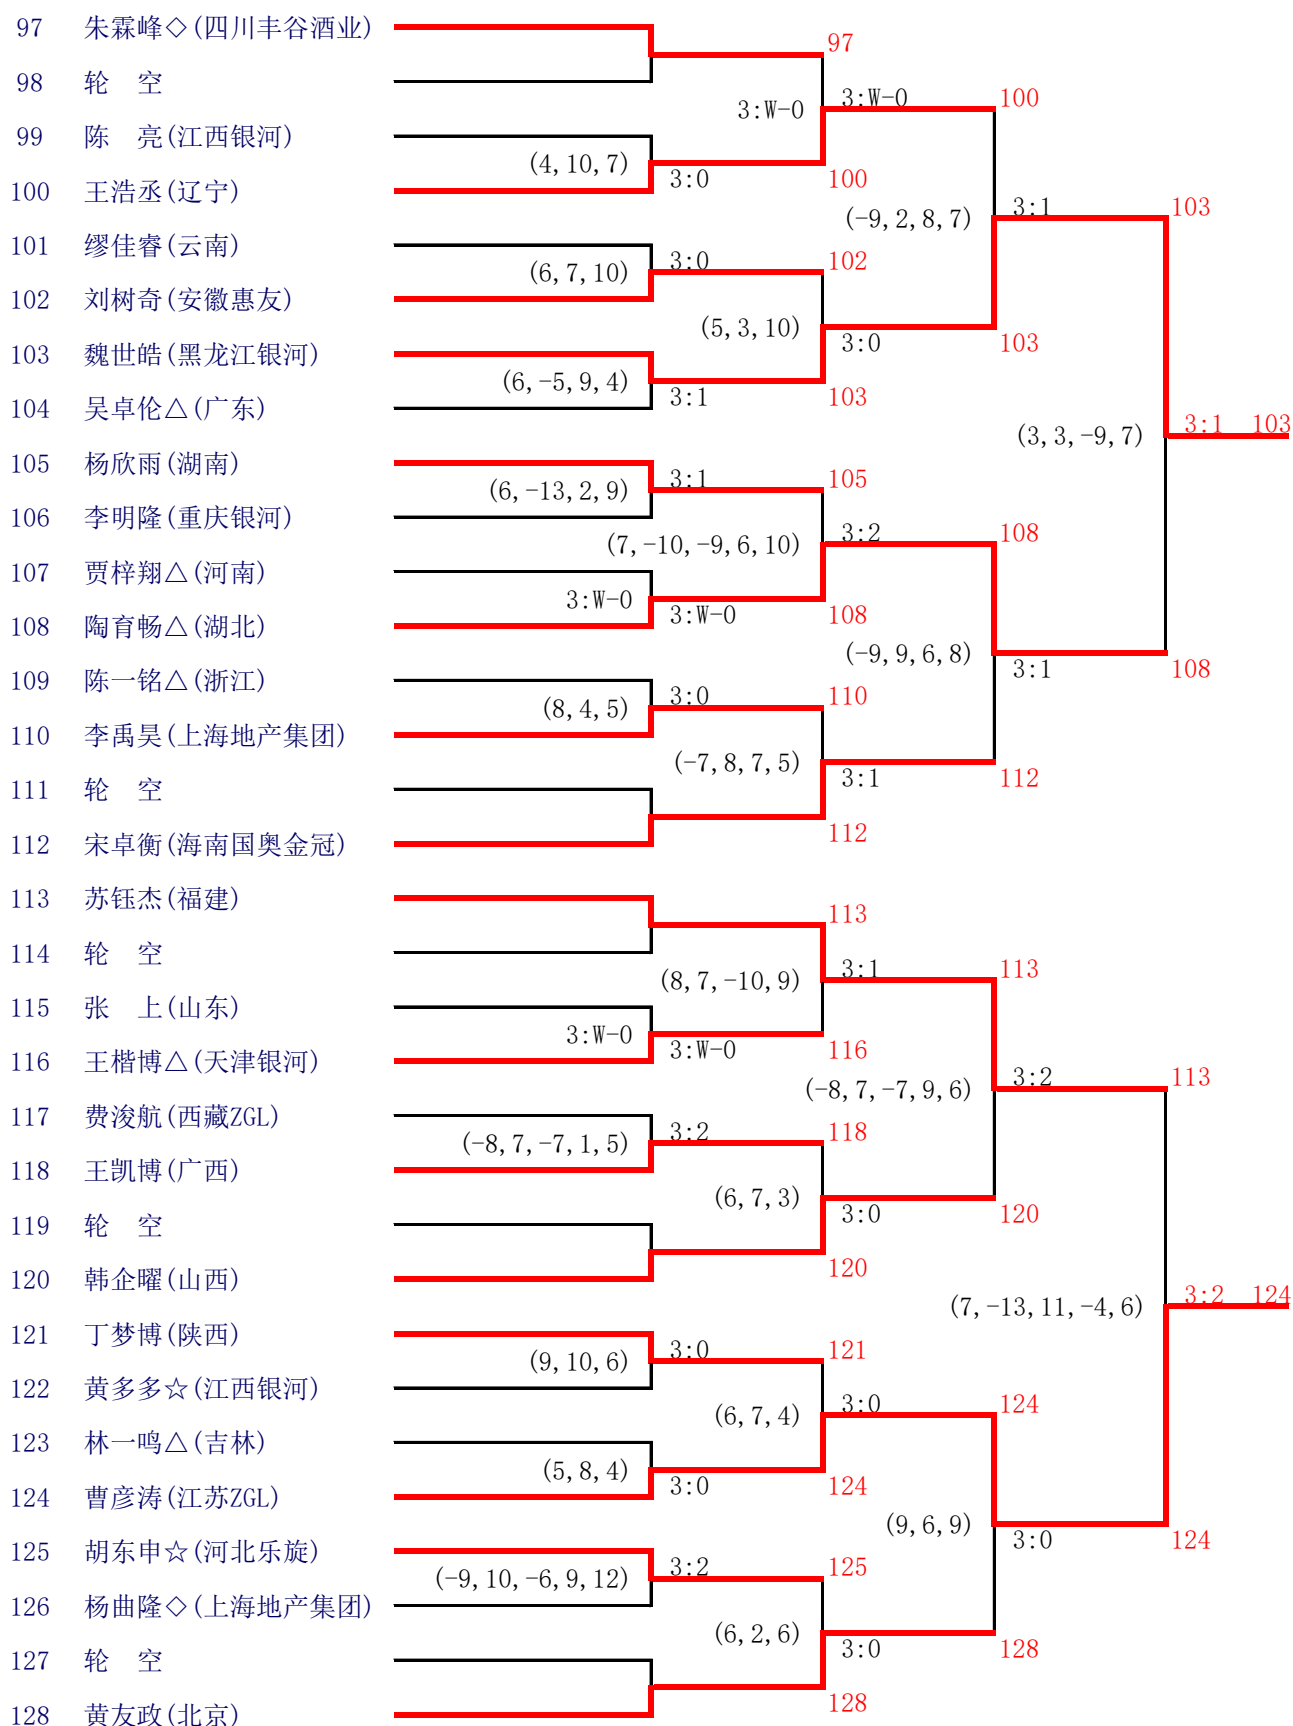 97 朱霖峰◇(四川丰谷酒业)
97
98 轮 空
3:W-0 3:W-0 100
99 陈 亮(江西银河)
(4,10,7) 3:0 100
100 王浩丞(辽宁)
(-9,2,8,7) 3:1 103
101 缪佳睿(云南)
(6,7,10) 3:0 102
102 刘树奇(安徽惠友)
(5,3,10) 3:0 103
103 魏世皓(黑龙江银河)
(6,-5,9,4) 3:1 103
104 吴卓伦△(广东)
(3,3,-9,7) 3:1 103
105 杨欣雨(湖南)
(6,-13,2,9) 3:1 105
106 李明隆(重庆银河)
(7,-10,-9,6,10) 3:2 108
107 贾梓翔△(河南)
3:W-0 3:W-0 108
108 陶育畅△(湖北)
(-9,9,6,8) 3:1 108
109 陈一铭△(浙江)
(8,4,5) 3:0 110
110 李禹昊(上海地产集团)
(-7,8,7,5) 3:1 112
111 轮 空
112
112 宋卓衡(海南国奥金冠)
113 苏钰杰(福建)
113
114 轮 空
(8,7,-10,9) 3:1 113
115 张 上(山东)
3:W-0 3:W-0 116
116 王楷博△(天津银河)
(-8,7,-7,9,6) 3:2 113
117 费浚航(西藏ZGL)
(-8,7,-7,1,5) 3:2 118
118 王凯博(广西)
(6,7,3) 3:0 120
119 轮 空
120
120 韩企曜(山西)
(7,-13,11,-4,6) 3:2 124
121 丁梦博(陕西)
(9,10,6) 3:0 121
122 黄多多☆(江西银河)
(6,7,4) 3:0 124
123 林一鸣△(吉林)
(5,8,4) 3:0 124
124 曹彦涛(江苏ZGL)
(9,6,9) 3:0 124
125 胡东申☆(河北乐旋)
(-9,10,-6,9,12) 3:2 125
126 杨曲隆◇(上海地产集团)
(6,2,6) 3:0 128
127 轮 空
128
128 黄友政(北京)